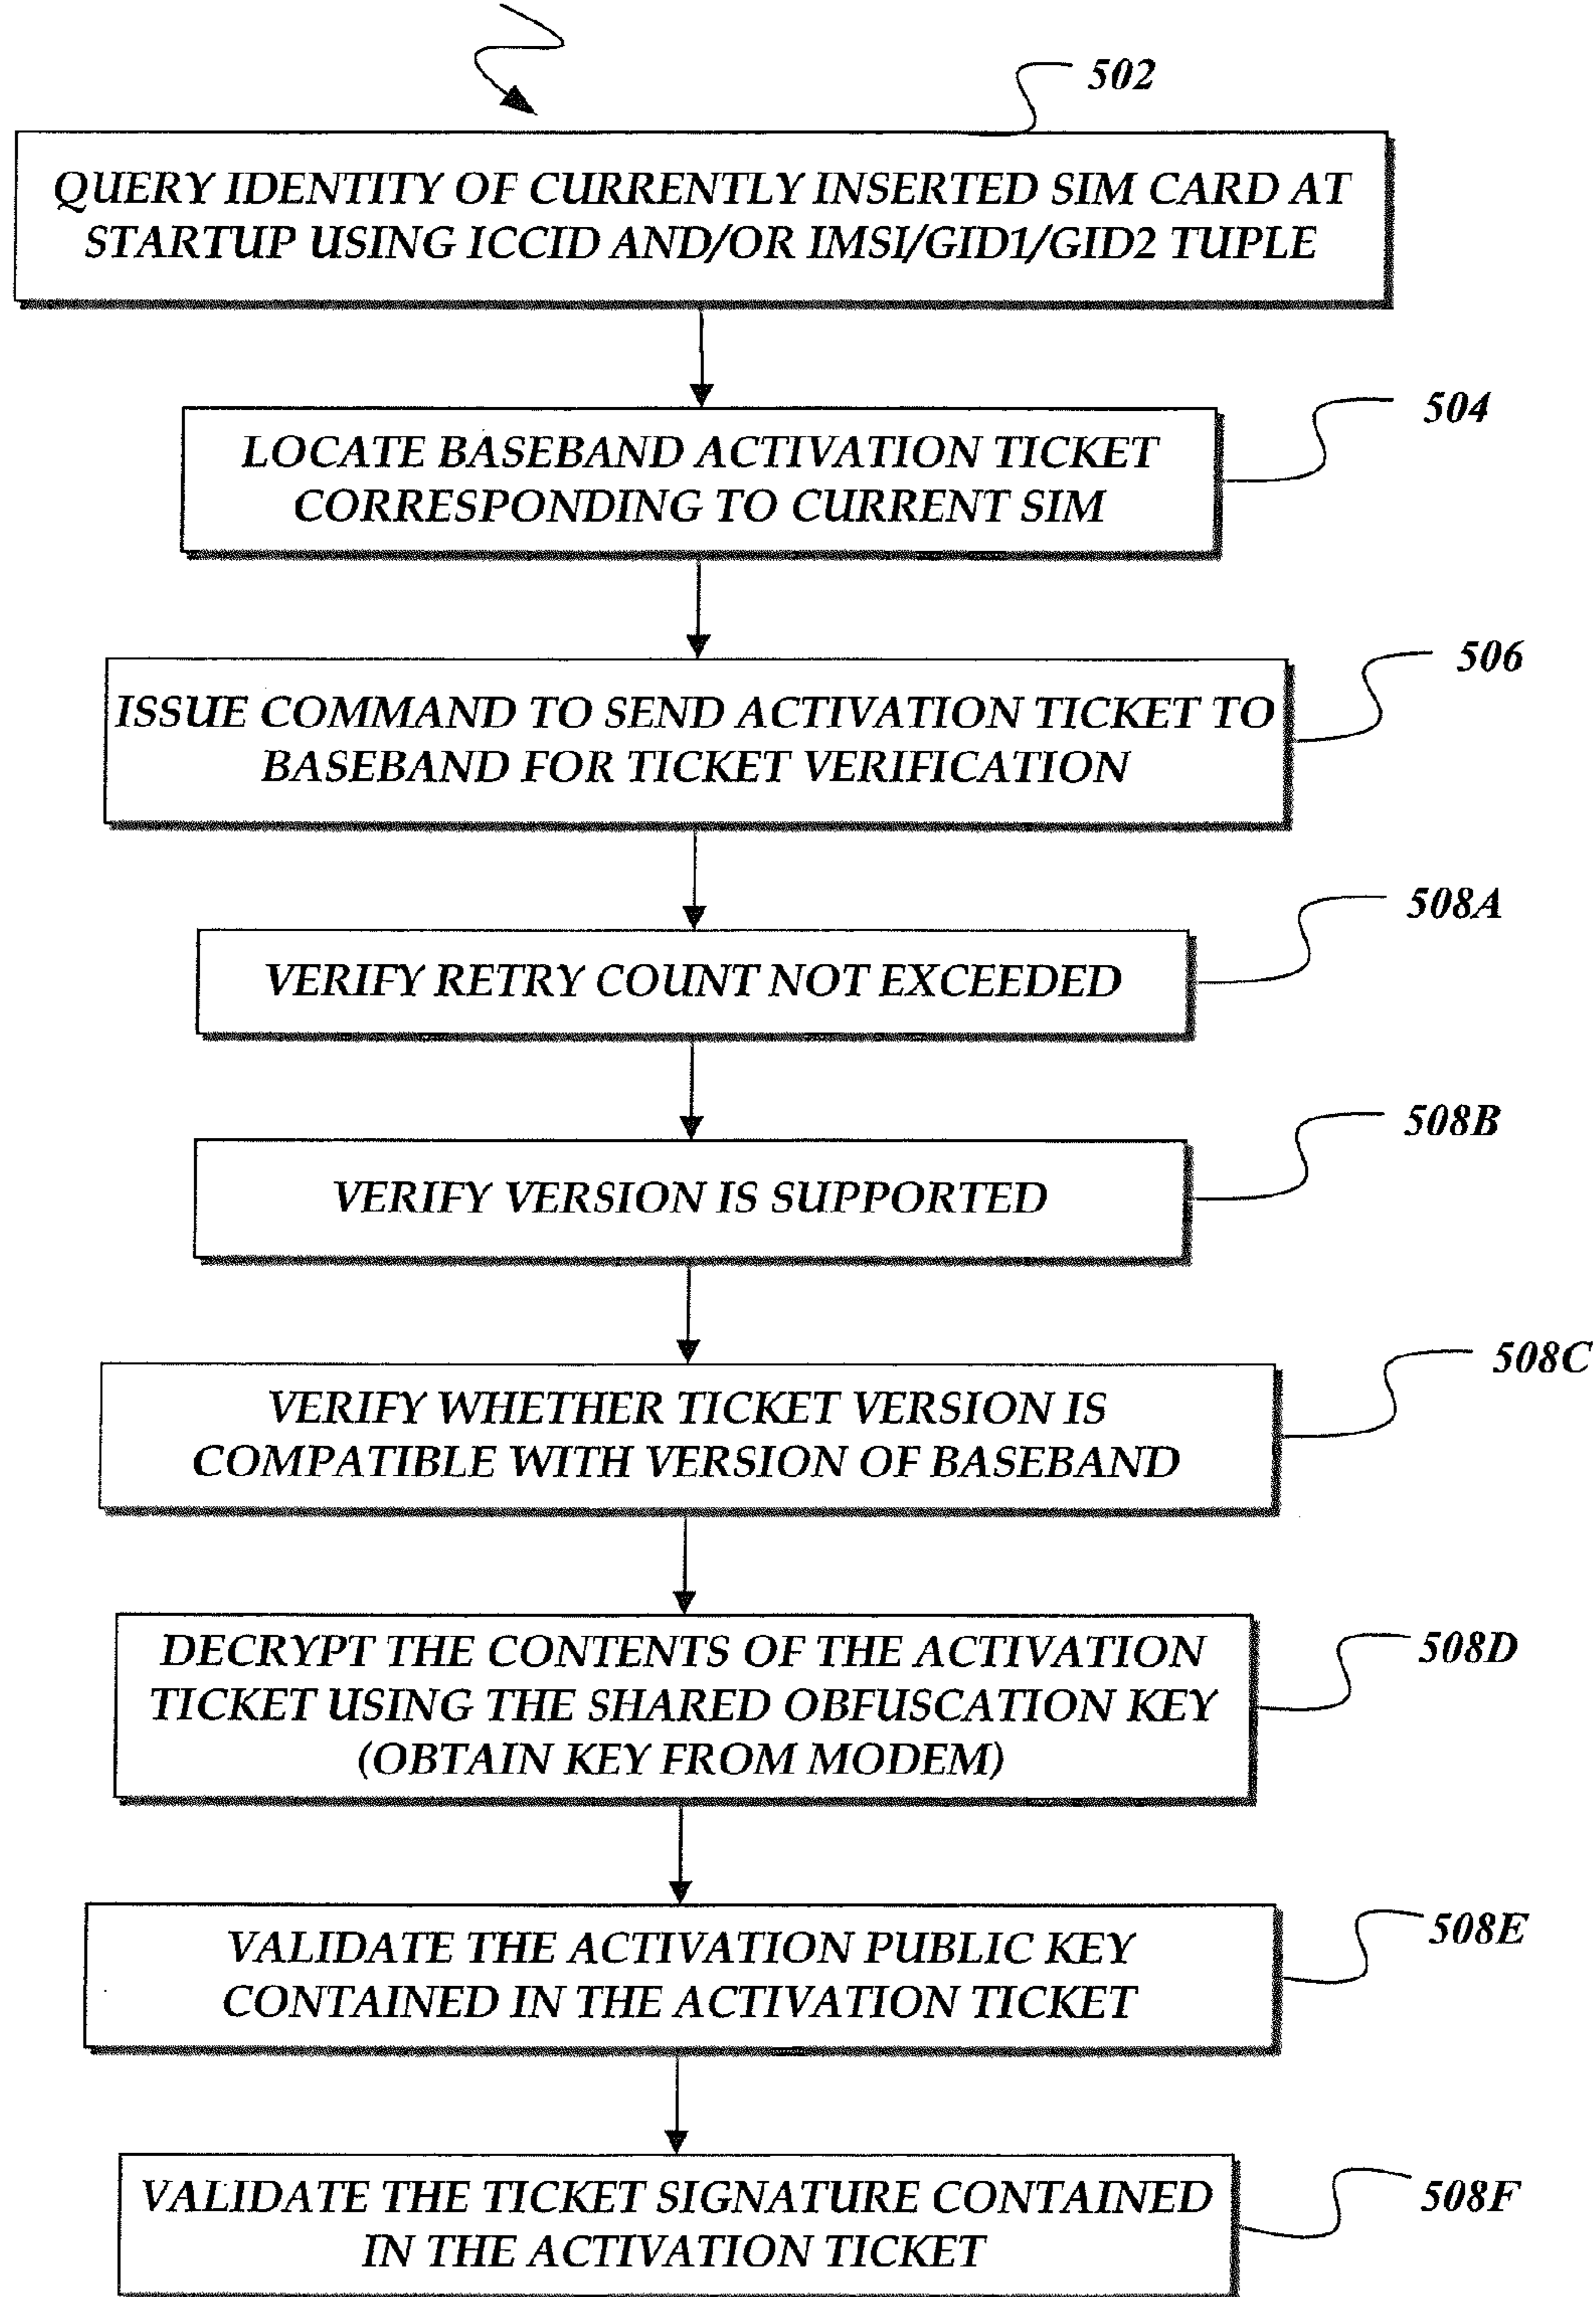 502
QUERY IDENTITY OF CURRENTLY INSERTED SIM CARD AT
STARTUP USING ICCID AND/OR IMSI/GID1/GID2 TUPLE
504
LOCATE BASEBAND ACTIVATION TICKET
CORRESPONDING TO CURRENT SIM
506
ISSUE COMMAND TO SEND ACTIVATION TICKET TO
BASEBAND FOR TICKET VERIFICATION
508A
VERIFY RETRY COUNT NOT EXCEEDED
508B
VERIFY VERSION IS SUPPORTED
508C
VERIFY WHETHER TICKET VERSION IS
COMPATIBLE WITH VERSION OF BASEBAND
508D
DECRYPT THE CONTENTS OF THE ACTIVATION
TICKET USING THE SHARED OBFUSCATION KEY
(OBTAIN KEY FROM MODEM)
508E
VALIDATE THE ACTIVATION PUBLIC KEY
CONTAINED IN THE ACTIVATION TICKET
508F
VALIDATE THE TICKET SIGNATURE CONTAINED
IN THE ACTIVATION TICKET